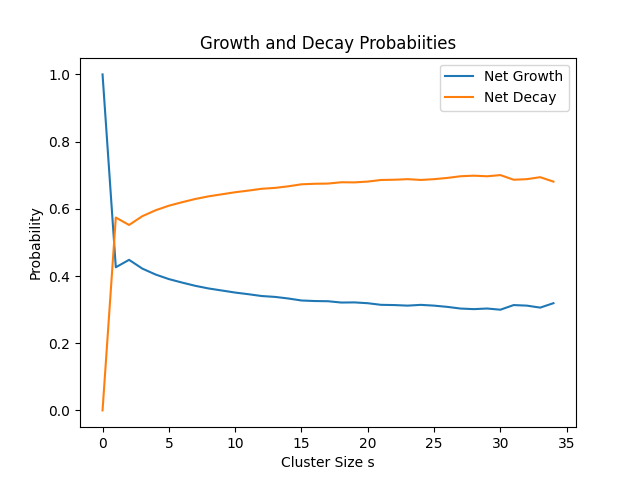 Growth and Decay Probabiities
Net Growth
Net Decay
Probability
1.0
0.8
0.6
0.4
0.2
0.0
0 5 10 15 20 25 30 35
Cluster Size s